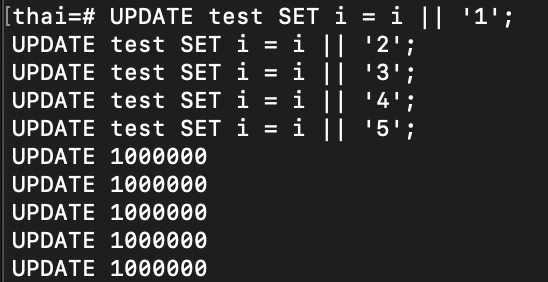 [thai=# UPDATE test SET i = i || '1';
UPDATE test SET i = i || '2';
UPDATE test SET i = i || '3';
UPDATE test SET i = i || '4';
UPDATE test SET i = i || '5';
UPDATE 1000000
UPDATE 1000000
UPDATE 1000000
UPDATE 1000000
UPDATE 1000000